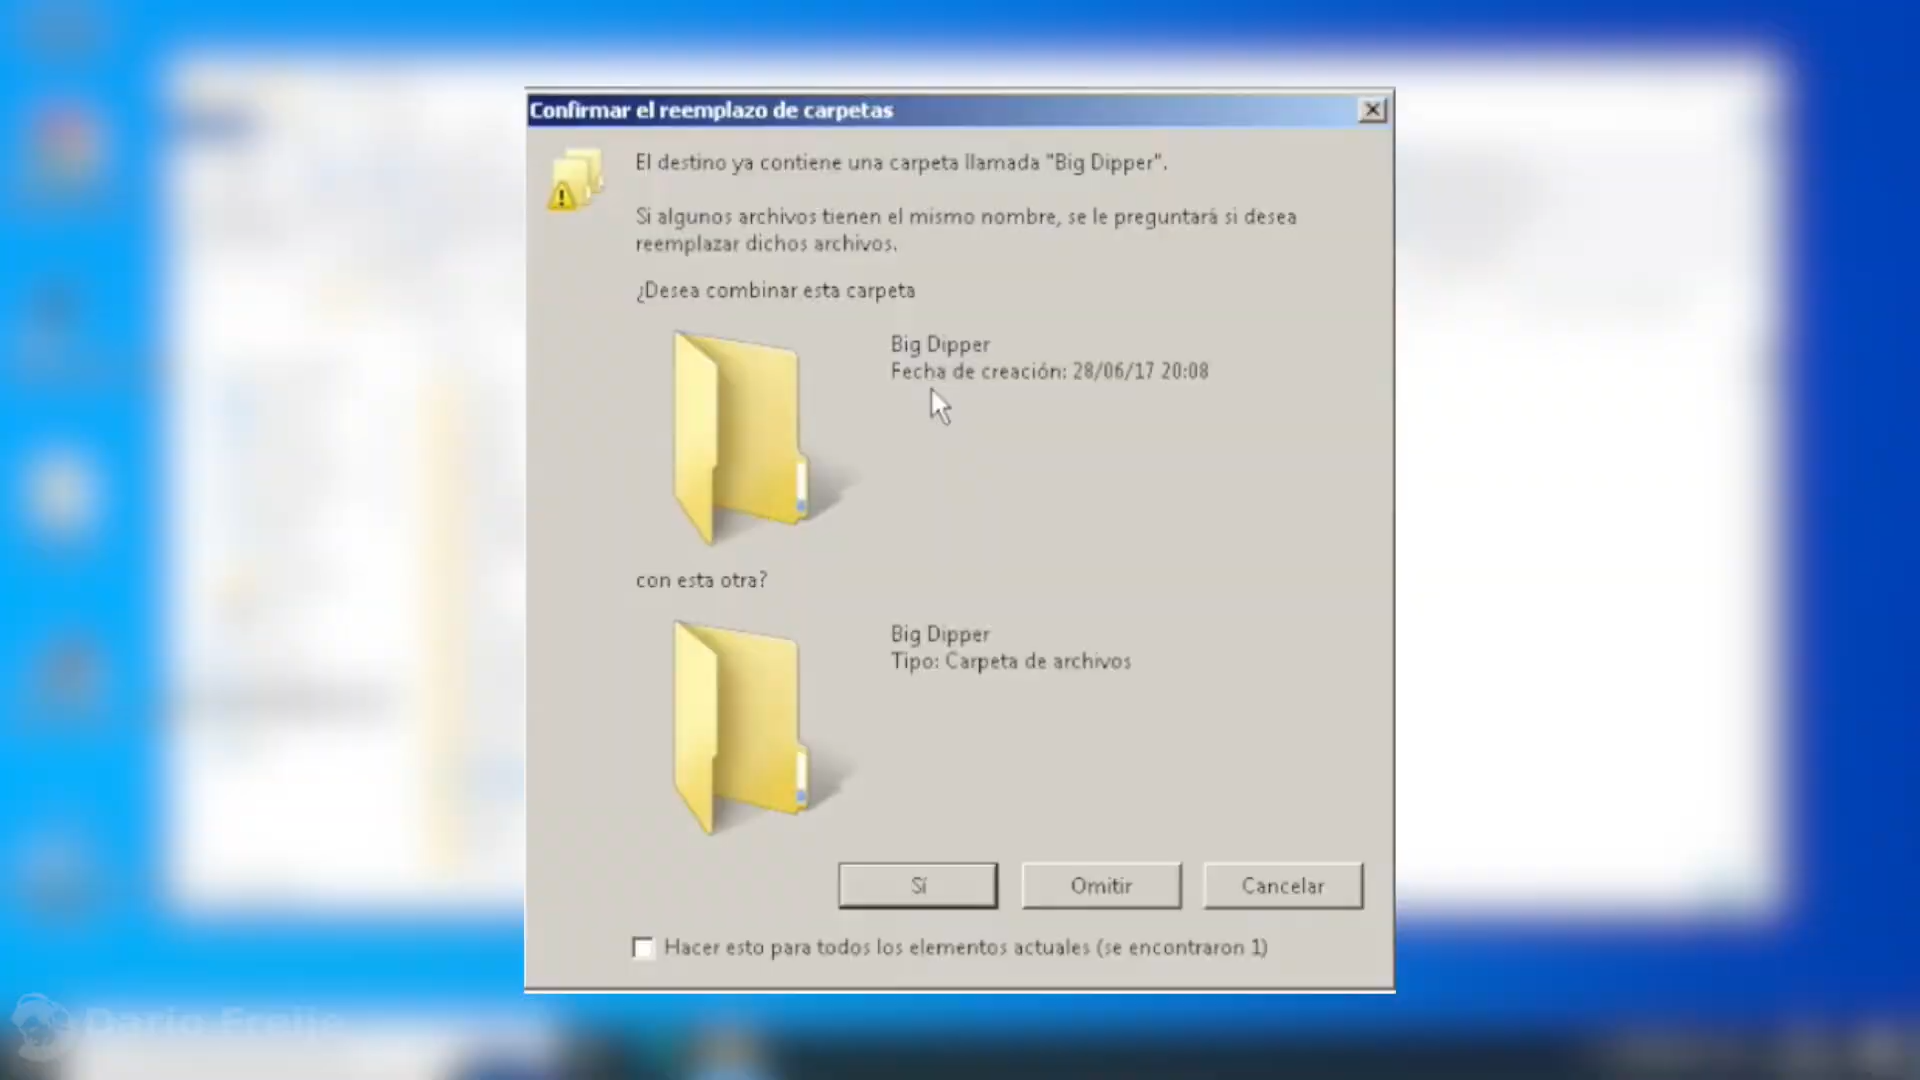 Confirmar el reemplazo de carpetas
El destino ya contiene una carpeta llamada "Big Dipper".
Si algunos archivos tienen el mismo nombre, se le preguntará si desea
reemplazar dichos archivos.
¿Desea combinar esta carpeta
Big Dipper
Fecha de creación: 28/06/17 20:08
con esta otra?
Big Dipper
Tipo: Carpeta de archivos
Sí
Omitir
Cancelar
Hacer esto para todos los elementos actuales (se encontraron 1)